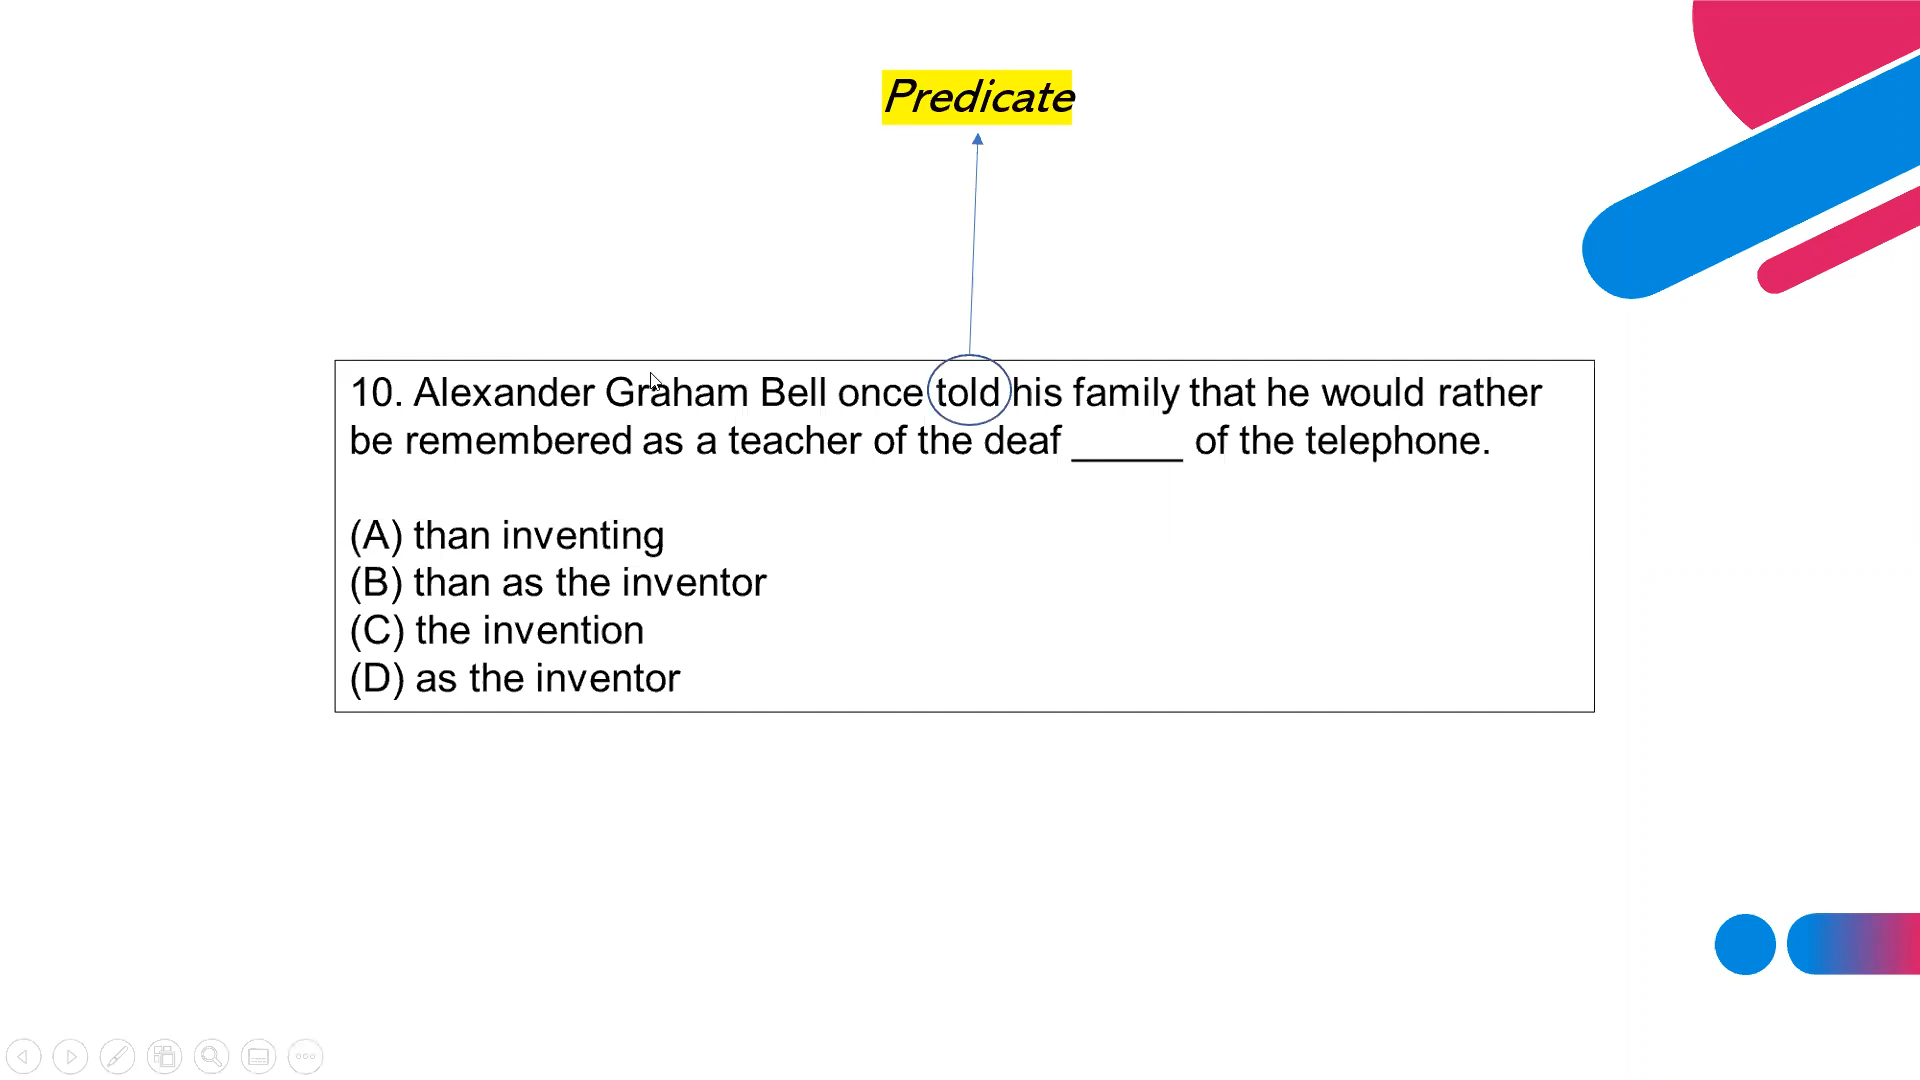 Predicate
10. Alexander Graham Bell once told his family that he would rather
be remembered as a teacher of the deaf _____ of the telephone.
(A) than inventing
(B) than as the inventor
(C) the invention
(D) as the inventor